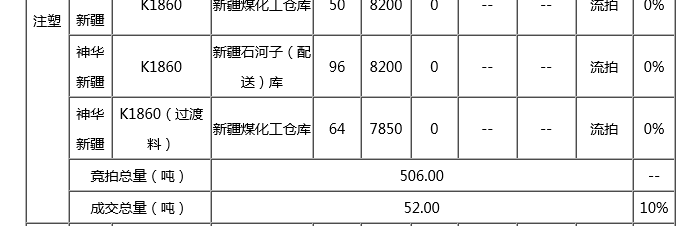 注塑
新疆
K1860
新疆煤化工仓库
50
8200
0
--
--
流拍
0%
神华
新疆
K1860
新疆石河子（配
送）库
96
8200
0
--
--
流拍
0%
神华
新疆
K1860（过渡
料）
新疆煤化工仓库
64
7850
0
--
--
流拍
0%
竞拍总量（吨）
506.00
--
成交总量（吨）
52.00
10%